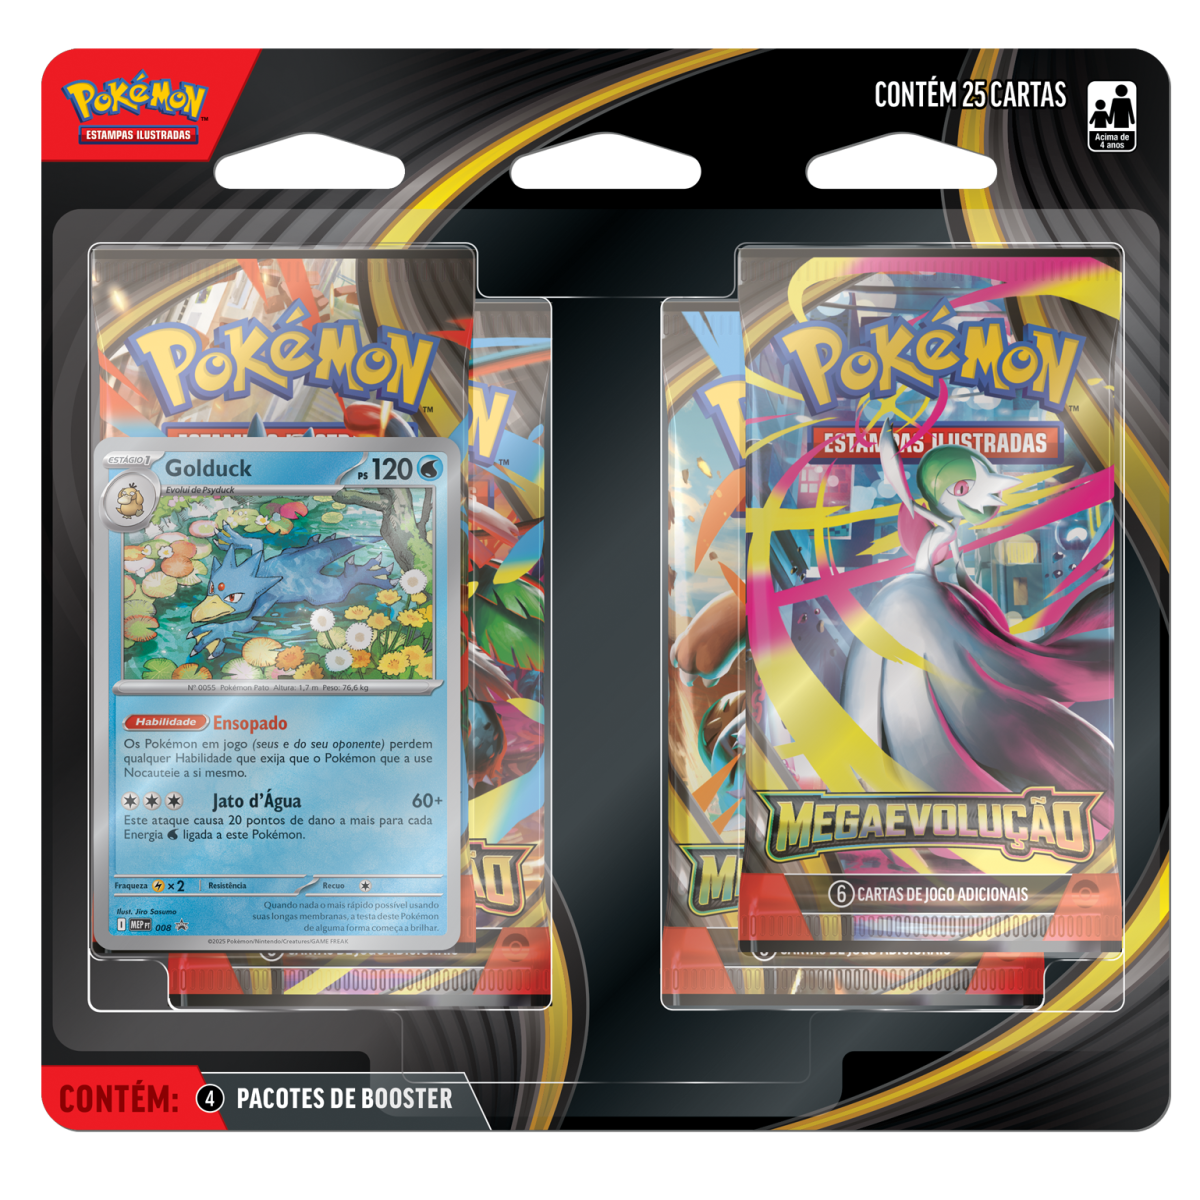 POKéMON™
ESTAMPAS ILUSTRADAS
CONTÉM 25 CARTAS
Acima de
4 anos
POKéMON™
ESTÁGIO 1
Golduck
PS 120
Evolui de Psyduck
Nº 0055 Pokémon Pato Altura: 1,7 m Peso: 76,6 kg
Habilidade Ensopado
Os Pokémon em jogo (seus e do seu oponente) perdem
qualquer Habilidade que exija que o Pokémon que a use
Nocauteie a si mesmo.
Jato d’Água 60+
Este ataque causa 20 pontos de dano a mais para cada
Energia ligada a este Pokémon.
Fraqueza ×2 Resistência Recuo
Ilust. Jiro Sasumo
I MEP PT 008
Quando nada o mais rápido possível usando
suas longas membranas, a testa deste Pokémon
de alguma forma começa a brilhar.
©2025 Pokémon/Nintendo/Creatures/GAME FREAK
POKéMON™
ESTAMPAS ILUSTRADAS
MEGAEVOLUÇÃO
6 CARTAS DE JOGO ADICIONAIS
CONTÉM: 4 PACOTES DE BOOSTER